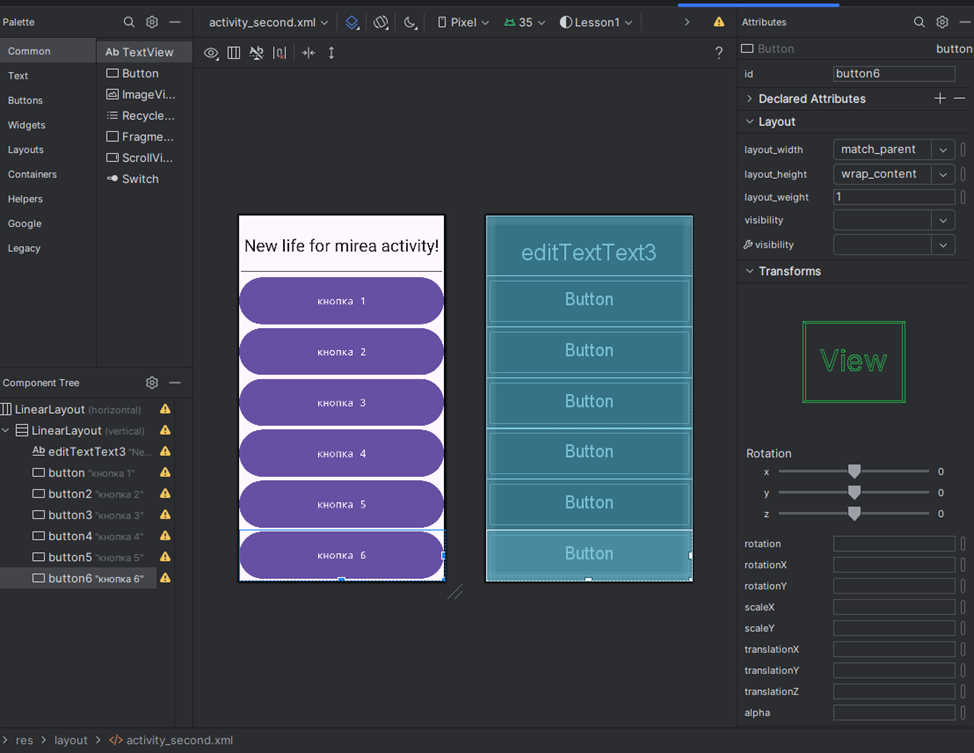 Palette
activity_second.xml
Pixel
35
Lesson1
Attributes
Common
Text
Buttons
Widgets
Layouts
Containers
Helpers
Google
Legacy
Ab TextView
Button
ImageVi...
Recycle...
Fragme...
ScrollVi...
Switch
?
Component Tree
LinearLayout (horizontal)
LinearLayout (vertical)
Ab editTextText3 "Ne...
button "кнопка 1"
button2 "кнопка 2"
button3 "кнопка 3"
button4 "кнопка 4"
button5 "кнопка 5"
button6 "кнопка 6"
New life for mirea activity!
кнопка 1
кнопка 2
кнопка 3
кнопка 4
кнопка 5
кнопка 6
editTextText3
Button
Button
Button
Button
Button
Button
Button button
id button6
Declared Attributes
Layout
layout_width match_parent
layout_height wrap_content
layout_weight 1
visibility
visibility
Transforms
View
Rotation
x 0
y 0
z 0
rotation
rotationX
rotationY
scaleX
scaleY
translationX
translationY
translationZ
alpha
res layout activity_second.xml